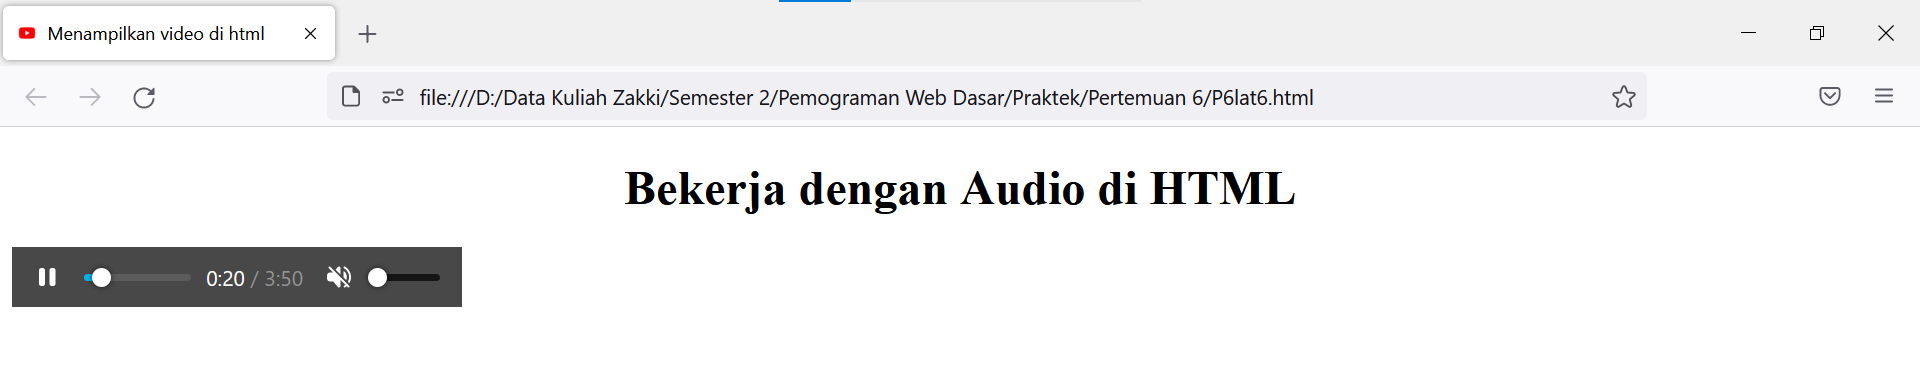 Menampilkan video di html
file:///D:/Data Kuliah Zakki/Semester 2/Pemograman Web Dasar/Praktek/Pertemuan 6/P6lat6.html
Bekerja dengan Audio di HTML
0:20 / 3:50